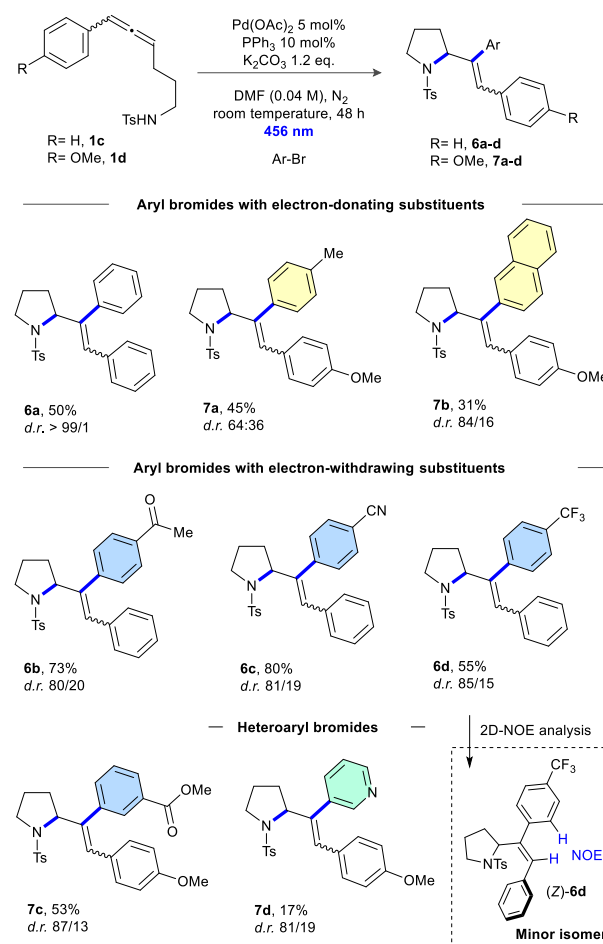 Pd(OAc)2 5 mol%
PPh3 10 mol%
K2CO3 1.2 eq.
DMF (0.04 M), N2
room temperature, 48 h
456 nm
Ar-Br
R
TsHN
R= H, 1c
R= OMe, 1d
N
Ts
Ar
R
R= H, 6a-d
R= OMe, 7a-d
Aryl bromides with electron-donating substituents
N
Ts
6a, 50%
d.r. > 99/1
Me
N
Ts
OMe
7a, 45%
d.r. 64:36
N
Ts
OMe
7b, 31%
d.r. 84/16
Aryl bromides with electron-withdrawing substituents
O
Me
N
Ts
6b, 73%
d.r. 80/20
CN
N
Ts
6c, 80%
d.r. 81/19
CF3
N
Ts
6d, 55%
d.r. 85/15
Heteroaryl bromides
2D-NOE analysis
OMe
O
N
Ts
OMe
7c, 53%
d.r. 87/13
N
N
Ts
OMe
7d, 17%
d.r. 81/19
CF3
H
NOE
H
NTs
(Z)-6d
Minor isomer